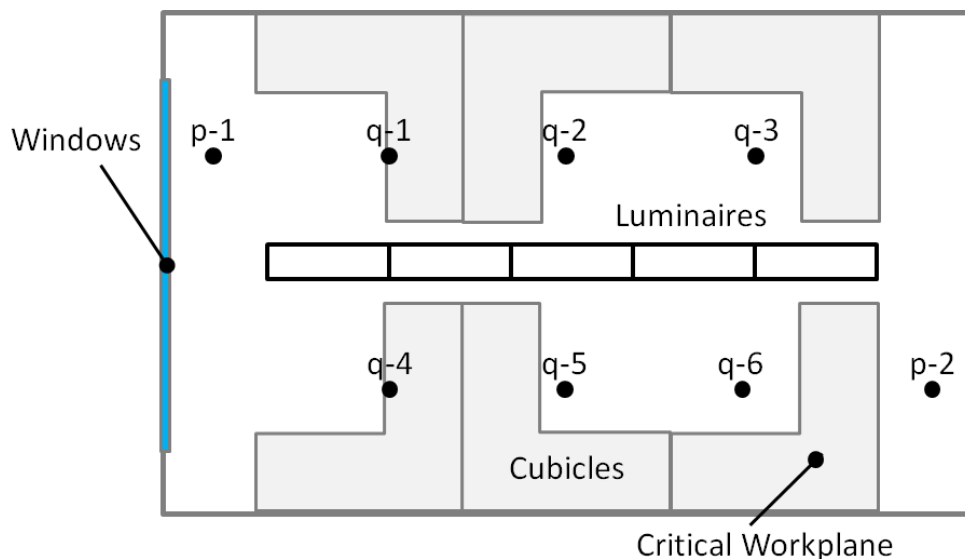 p-1
q-1
q-2
q-3
Windows
Luminaires
q-4
q-5
q-6
p-2
Cubicles
Critical Workplane